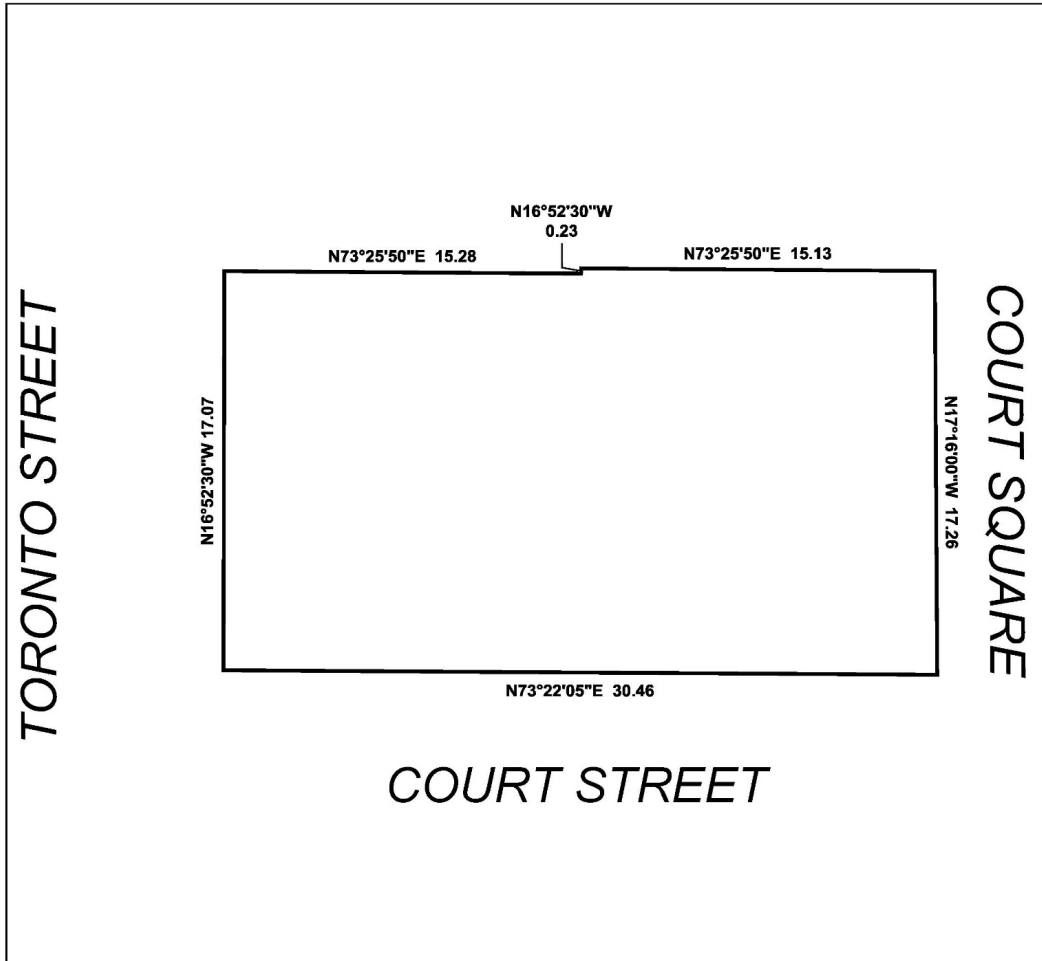 N16°52'30"W
0.23
N73°25'50"E 15.28
N73°25'50"E 15.13
TORONTO STREET
N16°52'30"W 17.07
N17°16'00"W 17.26
COURT SQUARE
N73°22'05"E 30.46
COURT STREET